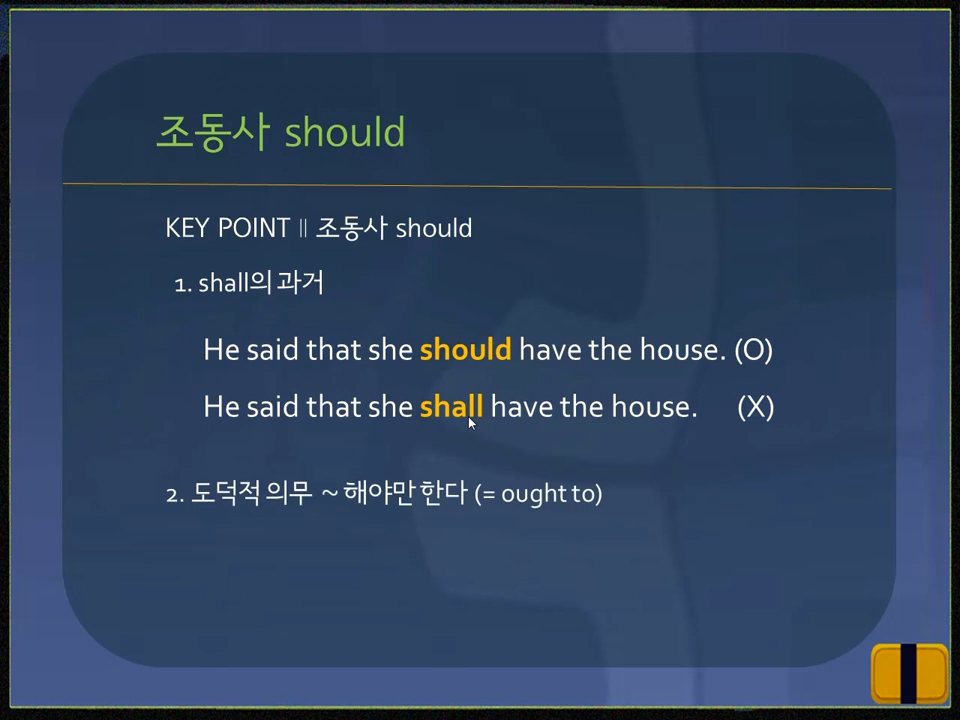 조동사 should
KEY POINT || 조동사 should
1. shall의 과거
He said that she should have the house. (O)
He said that she shall have the house. (X)
2. 도덕적 의무 ~ 해야만 한다 (= ought to)